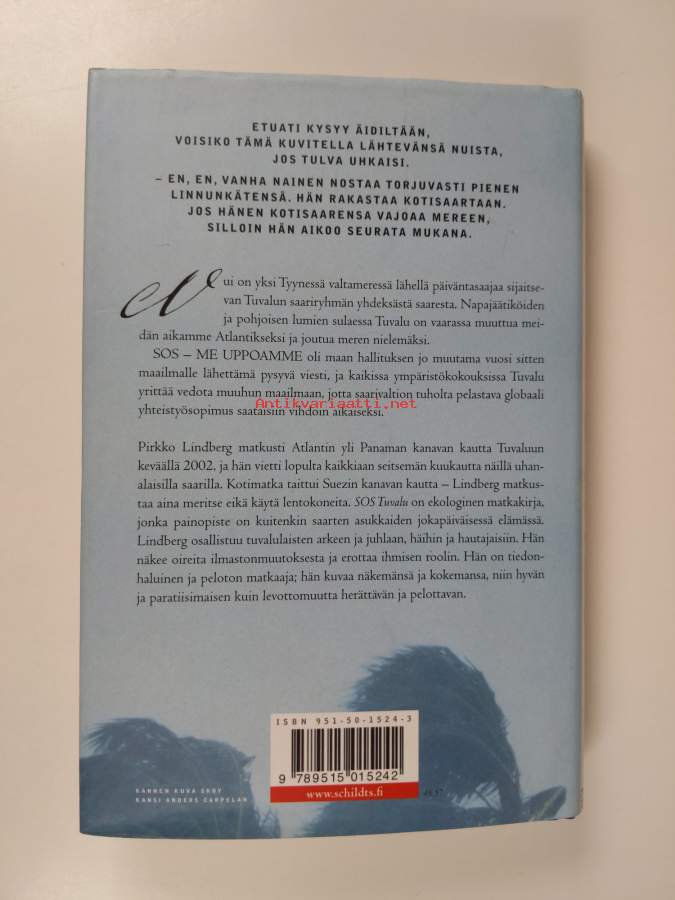 ETUATI KYSYY ÄIDILTÄÄN,
VOISIKO TÄMÄ KUVITELLA LÄHTEVÄNSÄ NUISTA,
JOS TULVA UHKAISI.
– EN, EN, VANHA NAINEN NOSTAA TORJUVASTI PIENEN
LINNUNKÄTENSÄ. HÄN RAKASTAA KOTISAARTAAN.
JOS HÄNEN KOTISAARENSA VAJOAA MEREEN,
SILLOIN HÄN AIKOO SEURATA MUKANA.
Nui on yksi Tyynessä valtameressä lähellä päiväntasaajaa sijaitse-
van Tuvalun saariryhmän yhdeksästä saaresta. Napajäätiköiden
ja pohjoisen lumien sulaessa Tuvalu on vaarassa muuttua mei-
dän aikamme Atlantikseksi ja joutua meren nielemäksi.
SOS – ME UPPOAMME oli maan hallituksen jo muutama vuosi sitten
maailmalle lähettämä pysyvä viesti, ja kaikissa ympäristökokouksissa Tuvalu
yrittää vedota muuhun maailmaan, jotta saarivaltion tuholta pelastava globaali
yhteistyösopimus saataisiin vihdoin aikaiseksi.
Antikvariaatti.net
Pirkko Lindberg matkusti Atlantin yli Panaman kanavan kautta Tuvaluun
keväällä 2002, ja hän vietti lopulta kaikkiaan seitsemän kuukautta näillä uhan-
alaisilla saarilla. Kotimatka taittui Suezin kanavan kautta – Lindberg matkus-
taa aina meritse eikä käytä lentokoneita. SOS Tuvalu on ekologinen matkakirja,
jonka painopiste on kuitenkin saarten asukkaiden jokapäiväisessä elämässä.
Lindberg osallistuu tuvalulaisten arkeen ja juhlaan, häihin ja hautajaisiin. Hän
näkee oireita ilmastonmuutoksesta ja erottaa ihmisen roolin. Hän on tiedon-
haluinen ja peloton matkaaja; hän kuvaa näkemänsä ja kokemansa, niin hyvän
ja paratiisimaisen kuin levottomuutta herättävän ja pelottavan.
ISBN 951-50-1524-3
9 789515 015242
www.schildts.fi
KANNEN KUVA SKOY
KANSI ANDERS CARPELAN